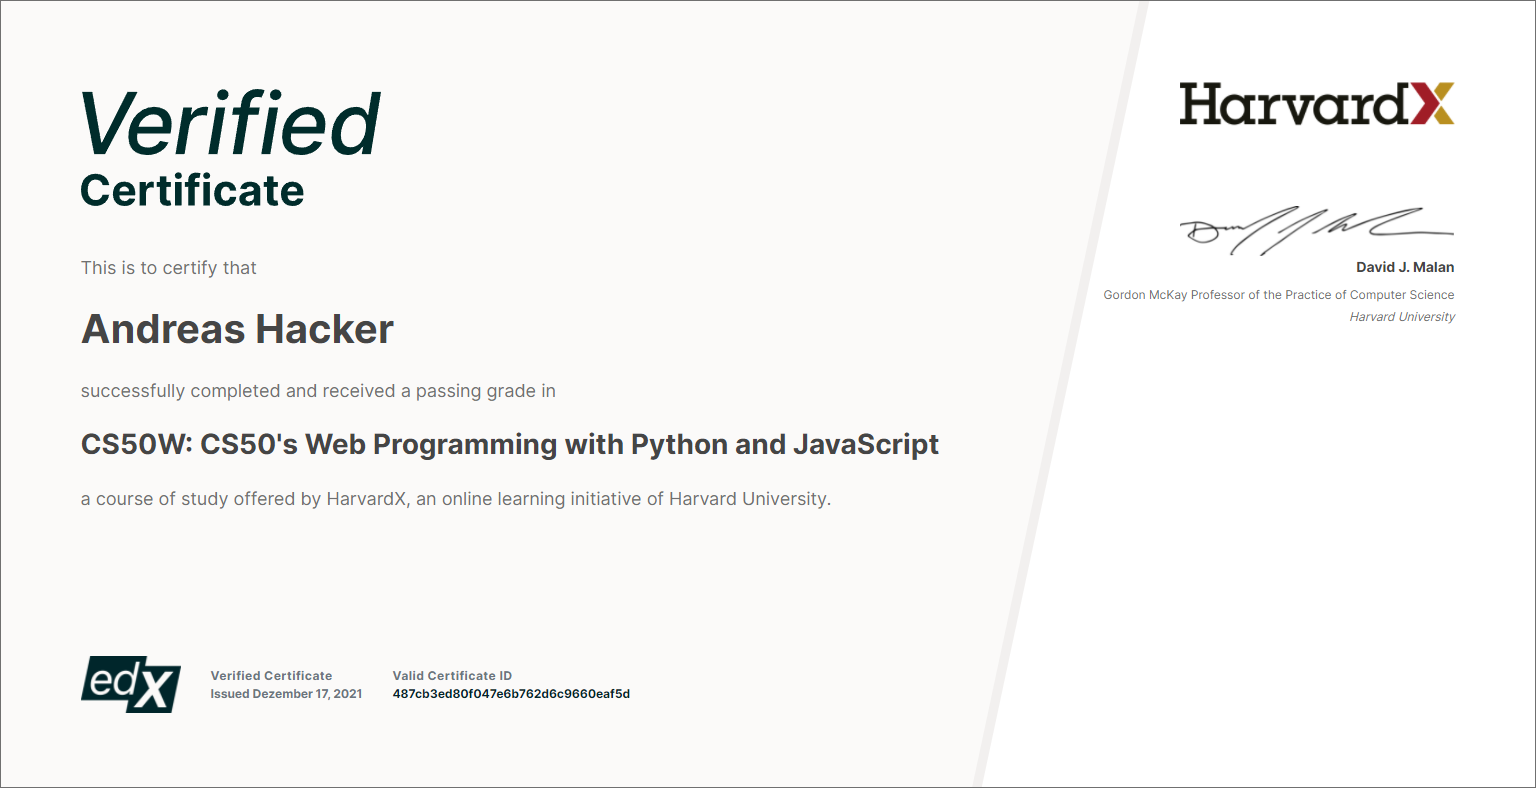 Verified
Certificate
This is to certify that
Andreas Hacker
successfully completed and received a passing grade in
CS50W: CS50's Web Programming with Python and JavaScript
a course of study offered by HarvardX, an online learning initiative of Harvard University.
edX
Verified Certificate
Issued Dezember 17, 2021
Valid Certificate ID
487cb3ed80f047e6b762d6c9660eaf5d
HarvardX
David J. Malan
Gordon McKay Professor of the Practice of Computer Science
Harvard University